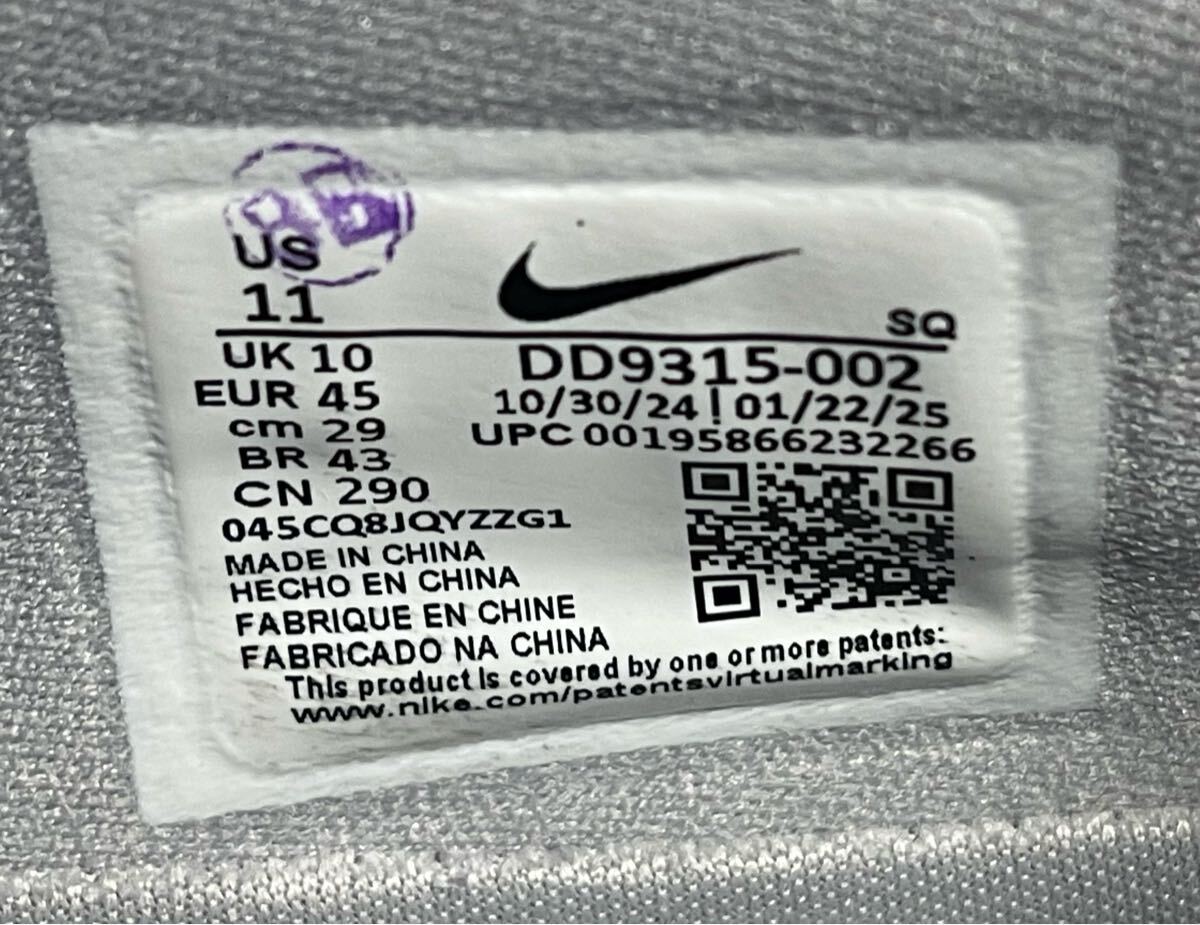 US
11
SQ
UK 10
DD9315-002
EUR 45
10/30/24 | 01/22/25
cm 29
UPC 00195866232266
BR 43
CN 290
045CQ8JQYZZG1
MADE IN CHINA
HECHO EN CHINA
FABRIQUE EN CHINE
FABRICADO NA CHINA
This product is covered by one or more patents:
www.nike.com/patentsvirtualmarking